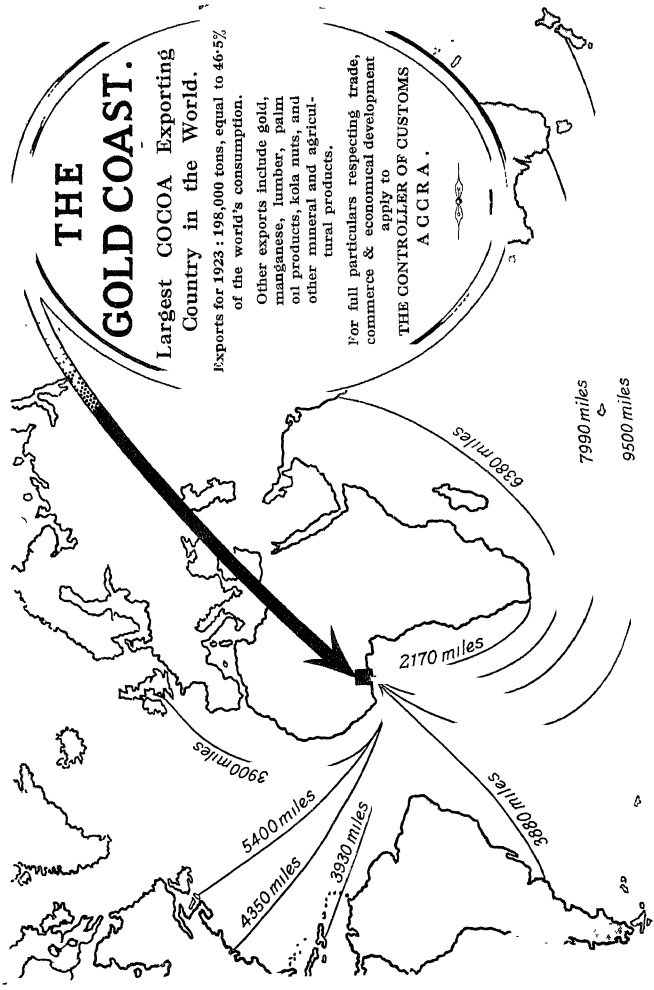 THE
GOLD COAST.
Largest COCOA Exporting
Country in the World.
Exports for 1923 : 198,000 tons, equal to 46·5%
of the world's consumption.
Other exports include gold,
manganese, lumber, palm
oil products, kola nuts, and
other mineral and agricul-
tural products.
For full particulars respecting trade,
commerce & economical development
apply to
THE CONTROLLER OF CUSTOMS
ACCRA.
3900 miles
5400 miles
4350 miles
3930 miles
3880 miles
2170 miles
6380 miles
7990 miles
9500 miles